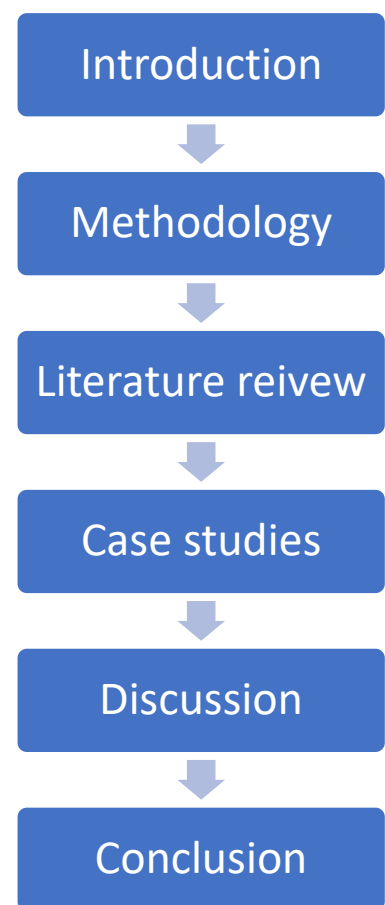 Introduction
Methodology
Literature reivew
Case studies
Discussion
Conclusion